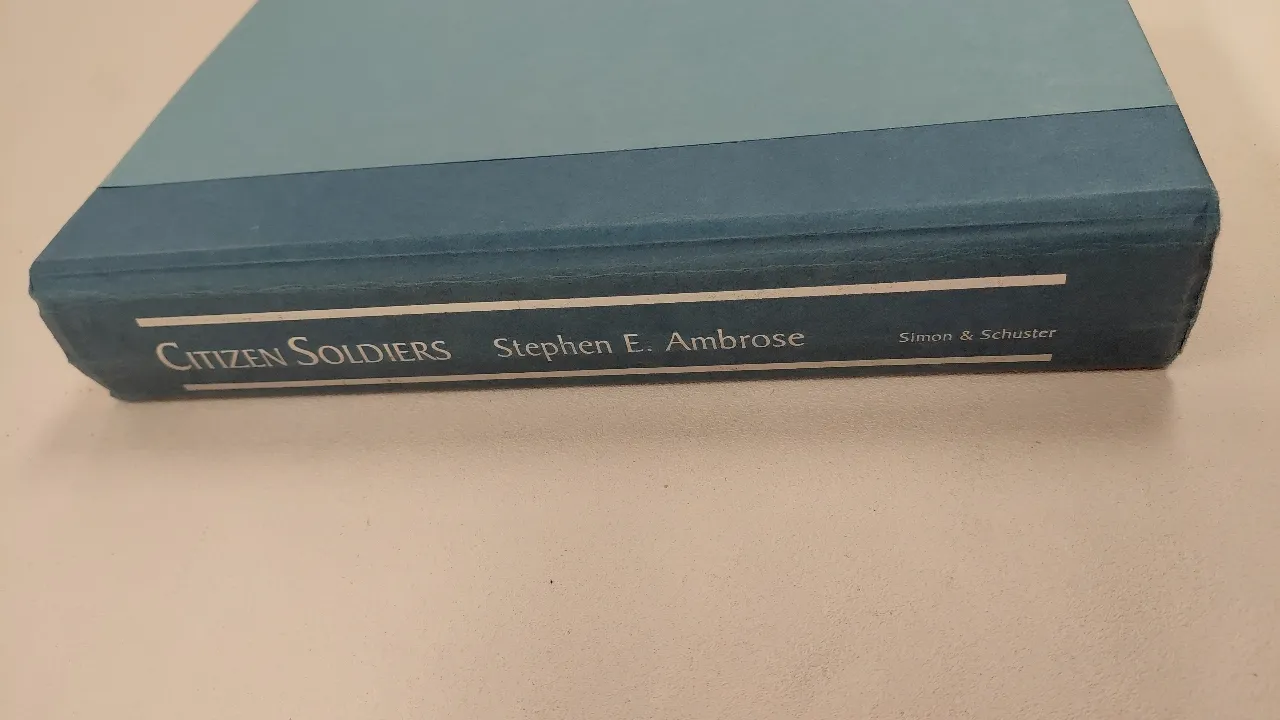 CITIZEN SOLDIERS Stephen E. Ambrose Simon & Schuster